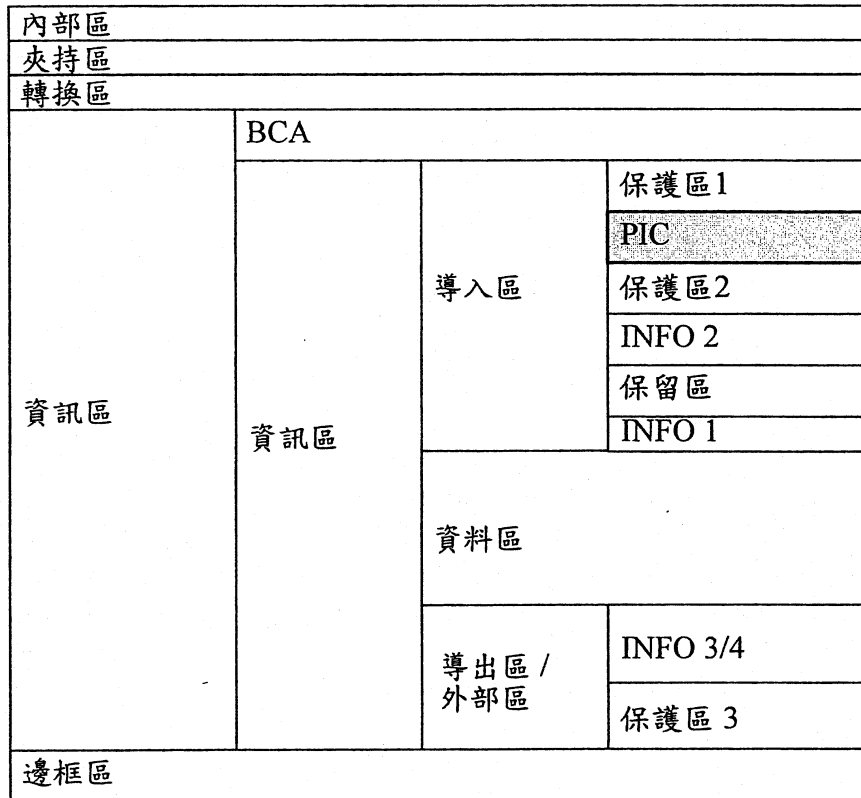 內部區
夾持區
轉換區
資訊區
BCA
資訊區
導入區
保護區1
PIC
保護區2
INFO 2
保留區
INFO 1
資料區
導出區 /
外部區
INFO 3/4
保護區 3
邊框區